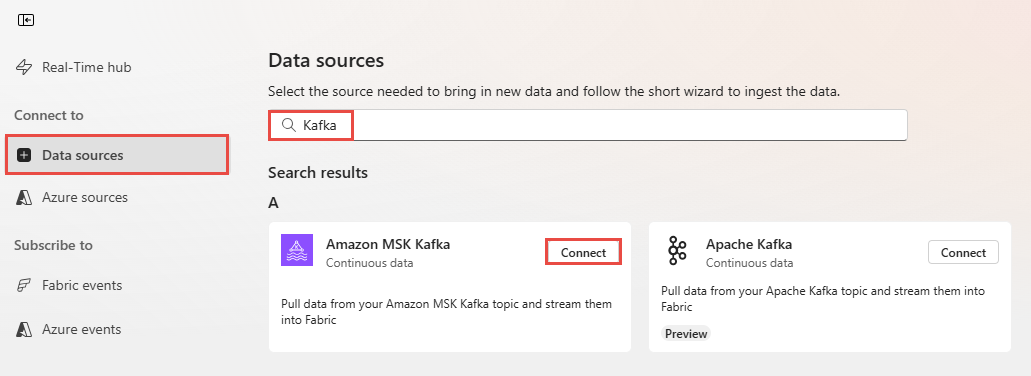 Real-Time hub
Connect to
Data sources
Azure sources
Subscribe to
Fabric events
Azure events
Data sources
Select the source needed to bring in new data and follow the short wizard to ingest the data.
Kafka
Search results
A
Amazon MSK Kafka
Continuous data
Connect
Pull data from your Amazon MSK Kafka topic and stream them
into Fabric
Apache Kafka
Continuous data
Connect
Pull data from your Apache Kafka topic and stream them into
Fabric
Preview